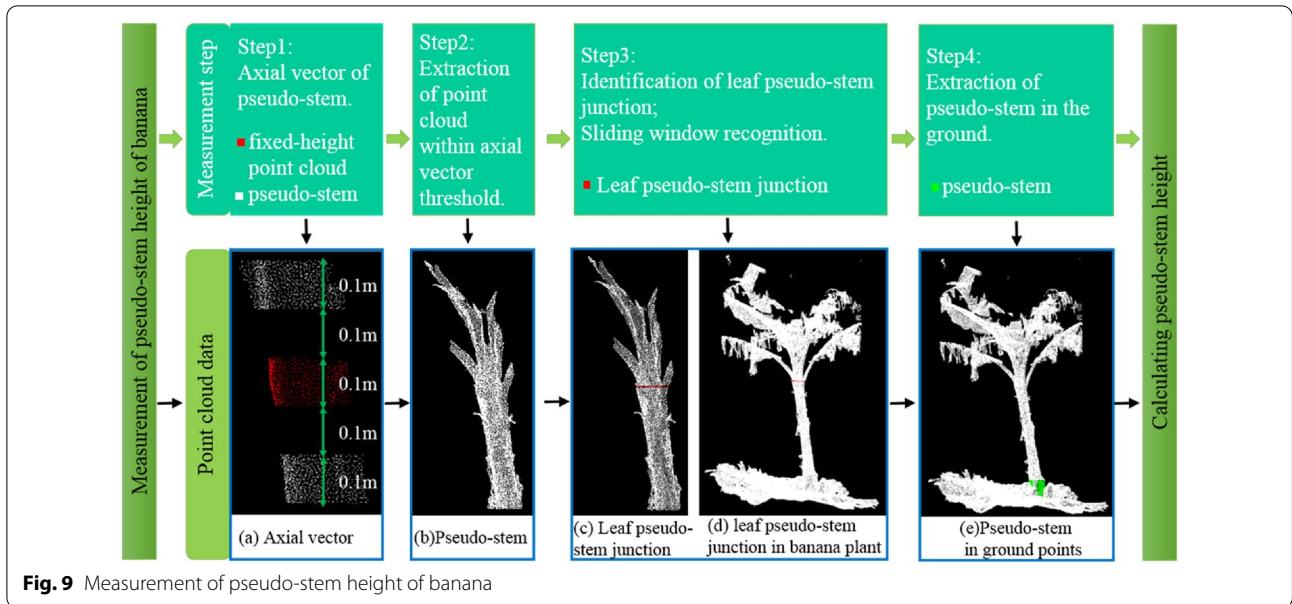 Measurement of pseudo-stem height of banana
Measurement step
Step1:
Axial vector of
pseudo-stem.
fixed-height
point cloud
pseudo-stem
Step2:
Extraction
of point
cloud
within axial
vector
threshold.
Step3:
Identification of leaf pseudo-stem
junction;
Sliding window recognition.
Leaf pseudo-stem junction
Step4:
Extraction of
pseudo-stem in the
ground.
pseudo-stem
Point cloud data
0.1m
0.1m
0.1m
0.1m
0.1m
(a) Axial vector
(b)Pseudo-stem
(c) Leaf pseudo-
stem junction
(d) leaf pseudo-stem
junction in banana plant
(e)Pseudo-stem
in ground points
Calculating pseudo-stem height
Fig. 9 Measurement of pseudo-stem height of banana